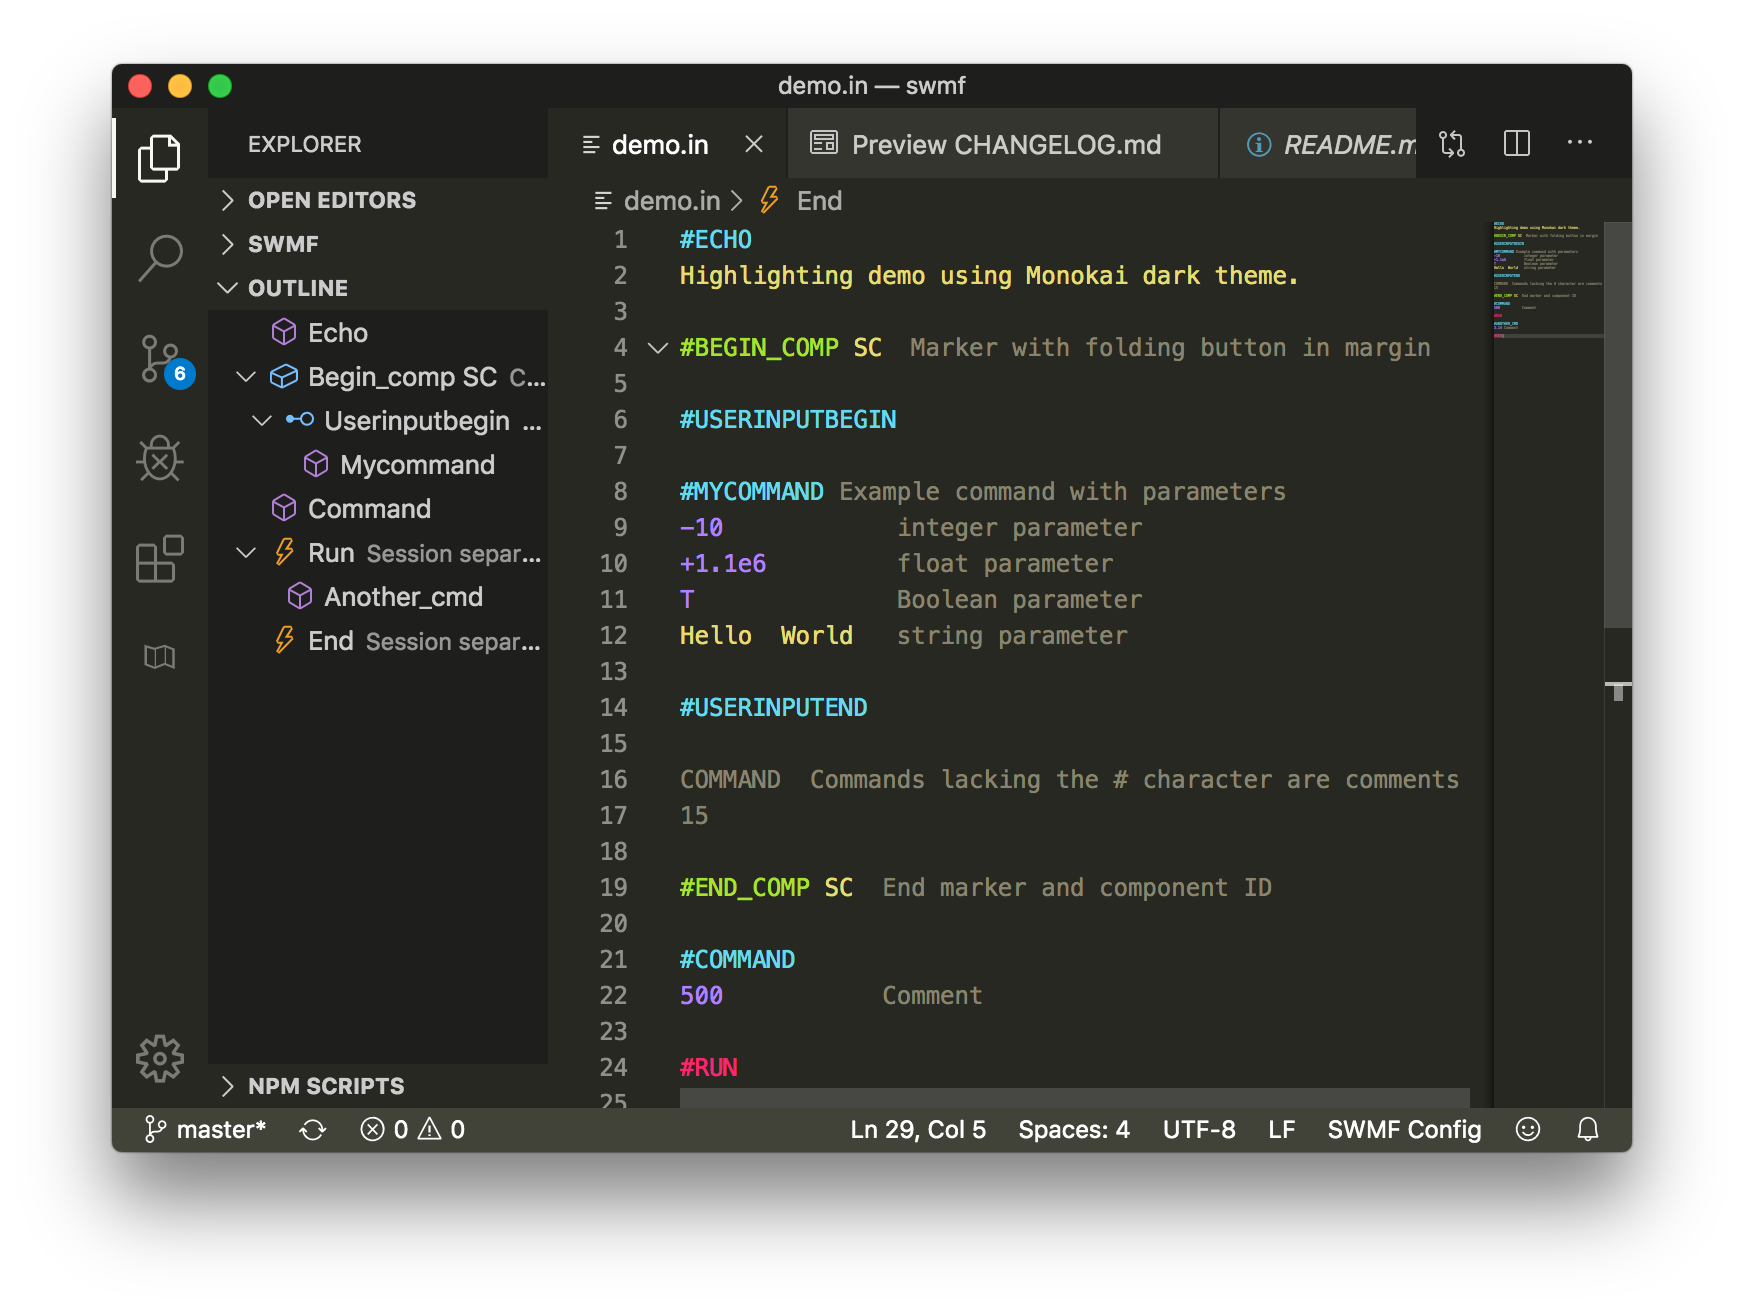 demo.in — swmf
EXPLORER
OPEN EDITORS
SWMF
OUTLINE
Echo
Begin_comp SC C...
Userinputbegin ...
Mycommand
Command
Run Session separ...
Another_cmd
End Session separ...
NPM SCRIPTS
6
demo.in
Preview CHANGELOG.md
README.m
demo.in > End
1 #ECHO
2 Highlighting demo using Monokai dark theme.
3
4 #BEGIN_COMP SC  Marker with folding button in margin
5
6 #USERINPUTBEGIN
7
8 #MYCOMMAND Example command with parameters
9 -10            integer parameter
10 +1.1e6         float parameter
11 T              Boolean parameter
12 Hello  World   string parameter
13
14 #USERINPUTEND
15
16 COMMAND  Commands lacking the # character are comments
17 15
18
19 #END_COMP SC  End marker and component ID
20
21 #COMMAND
22 500           Comment
23
24 #RUN
25
master* 0 0 Ln 29, Col 5 Spaces: 4 UTF-8 LF SWMF Config